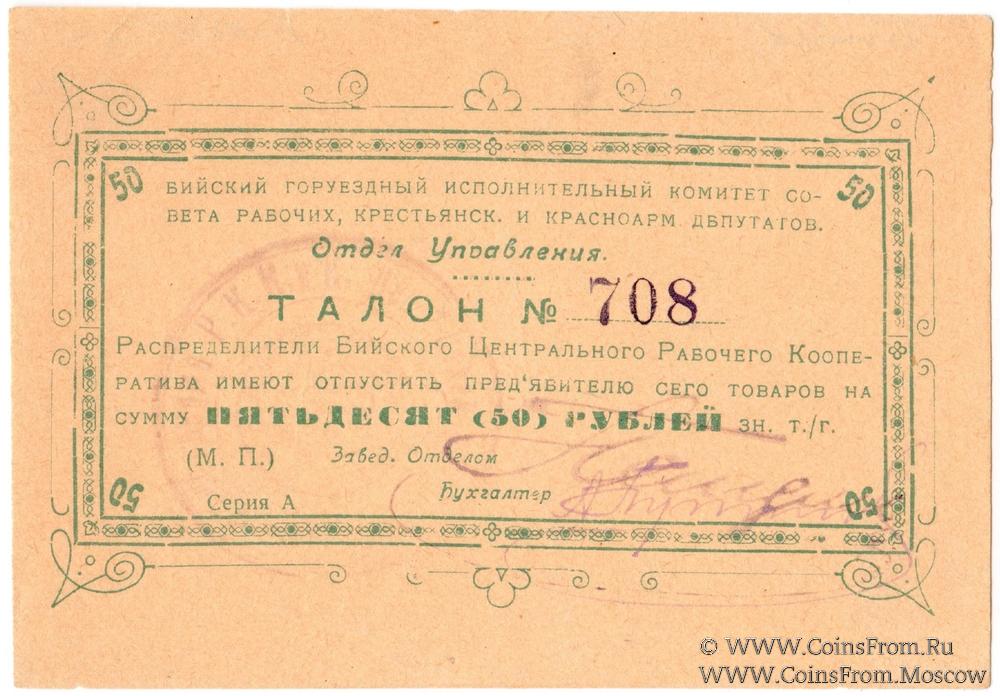 50 50
БИЙСКИЙ ГОРУЕЗДНЫЙ ИСПОЛНИТЕЛЬНЫЙ КОМИТЕТ СО-
ВЕТА РАБОЧИХ, КРЕСТЬЯНСК. И КРАСНОАРМ ДЕПУТАТОВ.
Отдел Управления.
ТАЛОН № 708
РАСПРЕДЕЛИТЕЛИ БИЙСКОГО ЦЕНТРАЛЬНОГО РАБОЧЕГО КООПЕ-
РАТИВА ИМЕЮТ ОТПУСТИТЬ ПРЕД'ЯВИТЕЛЮ СЕГО ТОВАРОВ НА
СУММУ ПЯТЬДЕСЯТ (50) РУБЛЕЙ ЗН. Т./Г.
(М. П.) Завед. Отделом
Серия А Бухгалтер
50 50
© WWW.CoinsFrom.Ru
WWW.CoinsFrom.Moscow